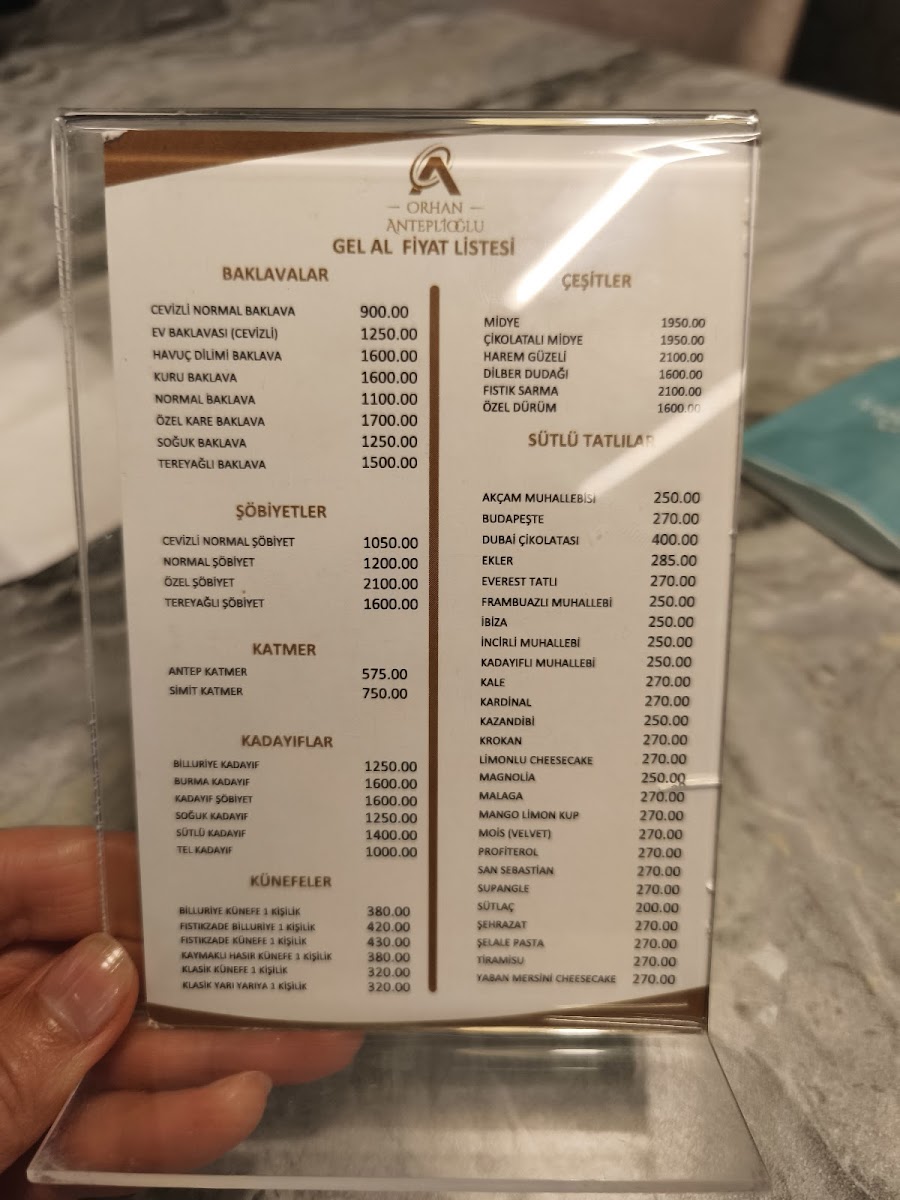 ORHAN
ANTEPLİOĞLU
GEL AL FİYAT LİSTESİ
BAKLAVALAR
CEVİZLİ NORMAL BAKLAVA 900.00
EV BAKLAVASI (CEVİZLİ) 1250.00
HAVUÇ DİLİMİ BAKLAVA 1600.00
KURU BAKLAVA 1600.00
NORMAL BAKLAVA 1100.00
ÖZEL KARE BAKLAVA 1700.00
SOĞUK BAKLAVA 1250.00
TEREYAĞLI BAKLAVA 1500.00
ŞÖBİYETLER
CEVİZLİ NORMAL ŞÖBİYET 1050.00
NORMAL ŞÖBİYET 1200.00
ÖZEL ŞÖBİYET 2100.00
TEREYAĞLI ŞÖBİYET 1600.00
KATMER
ANTEP KATMER 575.00
SİMİT KATMER 750.00
KADAYIFLAR
BİLLURİYE KADAYIF 1250.00
BURMA KADAYIF 1600.00
KADAYIF ŞÖBİYET 1600.00
SOĞUK KADAYIF 1250.00
SÜTLÜ KADAYIF 1400.00
TEL KADAYIF 1000.00
KÜNEFELER
BİLLURİYE KÜNEFE 1 KİŞİLİK 380.00
FISTIKZADE BİLLURİYE 1 KİŞİLİK 420.00
FISTIKZADE KÜNEFE 1 KİŞİLİK 430.00
KAYMAKLI HASIR KÜNEFE 1 KİŞİLİK 380.00
KLASİK KÜNEFE 1 KİŞİLİK 320.00
KLASİK YARI YARIYA 1 KİŞİLİK 320.00
ÇEŞİTLER
MİDYE 1950.00
ÇİKOLATALI MİDYE 1950.00
HAREM GÜZELİ 2100.00
DİLBER DUDAĞI 1600.00
FISTIK SARMA 2100.00
ÖZEL DÜRÜM 1600.00
SÜTLÜ TATLILAR
AKÇAM MUHALLEBİSİ 250.00
BUDAPEŞTE 270.00
DUBAİ ÇİKOLATASI 400.00
EKLER 285.00
EVEREST TATLI 270.00
FRAMBUAZLI MUHALLEBİ 250.00
İBİZA 250.00
İNCİRLİ MUHALLEBİ 250.00
KADAYIFLI MUHALLEBİ 250.00
KALE 270.00
KARDİNAL 270.00
KAZANDİBİ 250.00
KROKAN 270.00
LİMONLU CHEESECAKE 270.00
MAGNOLİA 250.00
MALAGA 270.00
MANGO LİMON KUP 270.00
MOİS (VELVET) 270.00
PROFİTEROL 270.00
SAN SEBASTİAN 270.00
SUPANGLE 270.00
SÜTLAÇ 200.00
ŞEHRAZAT 270.00
ŞELALE PASTA 270.00
TİRAMİSU 270.00
YABAN MERSİNİ CHEESECAKE 270.00